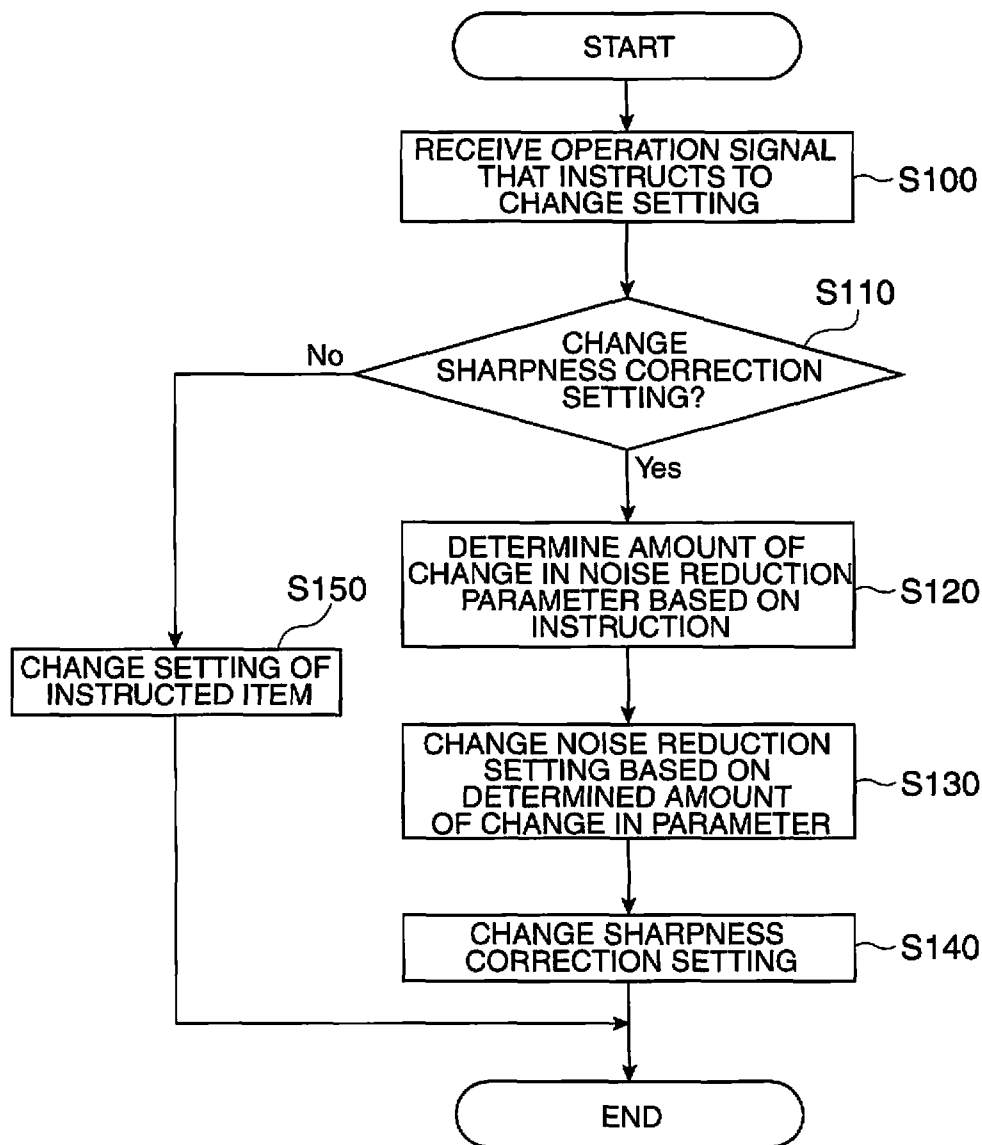 START
RECEIVE OPERATION SIGNAL
THAT INSTRUCTS TO
CHANGE SETTING
S100
S110
CHANGE
SHARPNESS CORRECTION
SETTING?
No
Yes
DETERMINE AMOUNT OF
CHANGE IN NOISE REDUCTION
PARAMETER BASED ON
INSTRUCTION
S120
S150
CHANGE SETTING OF
INSTRUCTED ITEM
CHANGE NOISE REDUCTION
SETTING BASED ON
DETERMINED AMOUNT
OF CHANGE IN PARAMETER
S130
CHANGE SHARPNESS
CORRECTION SETTING
S140
END